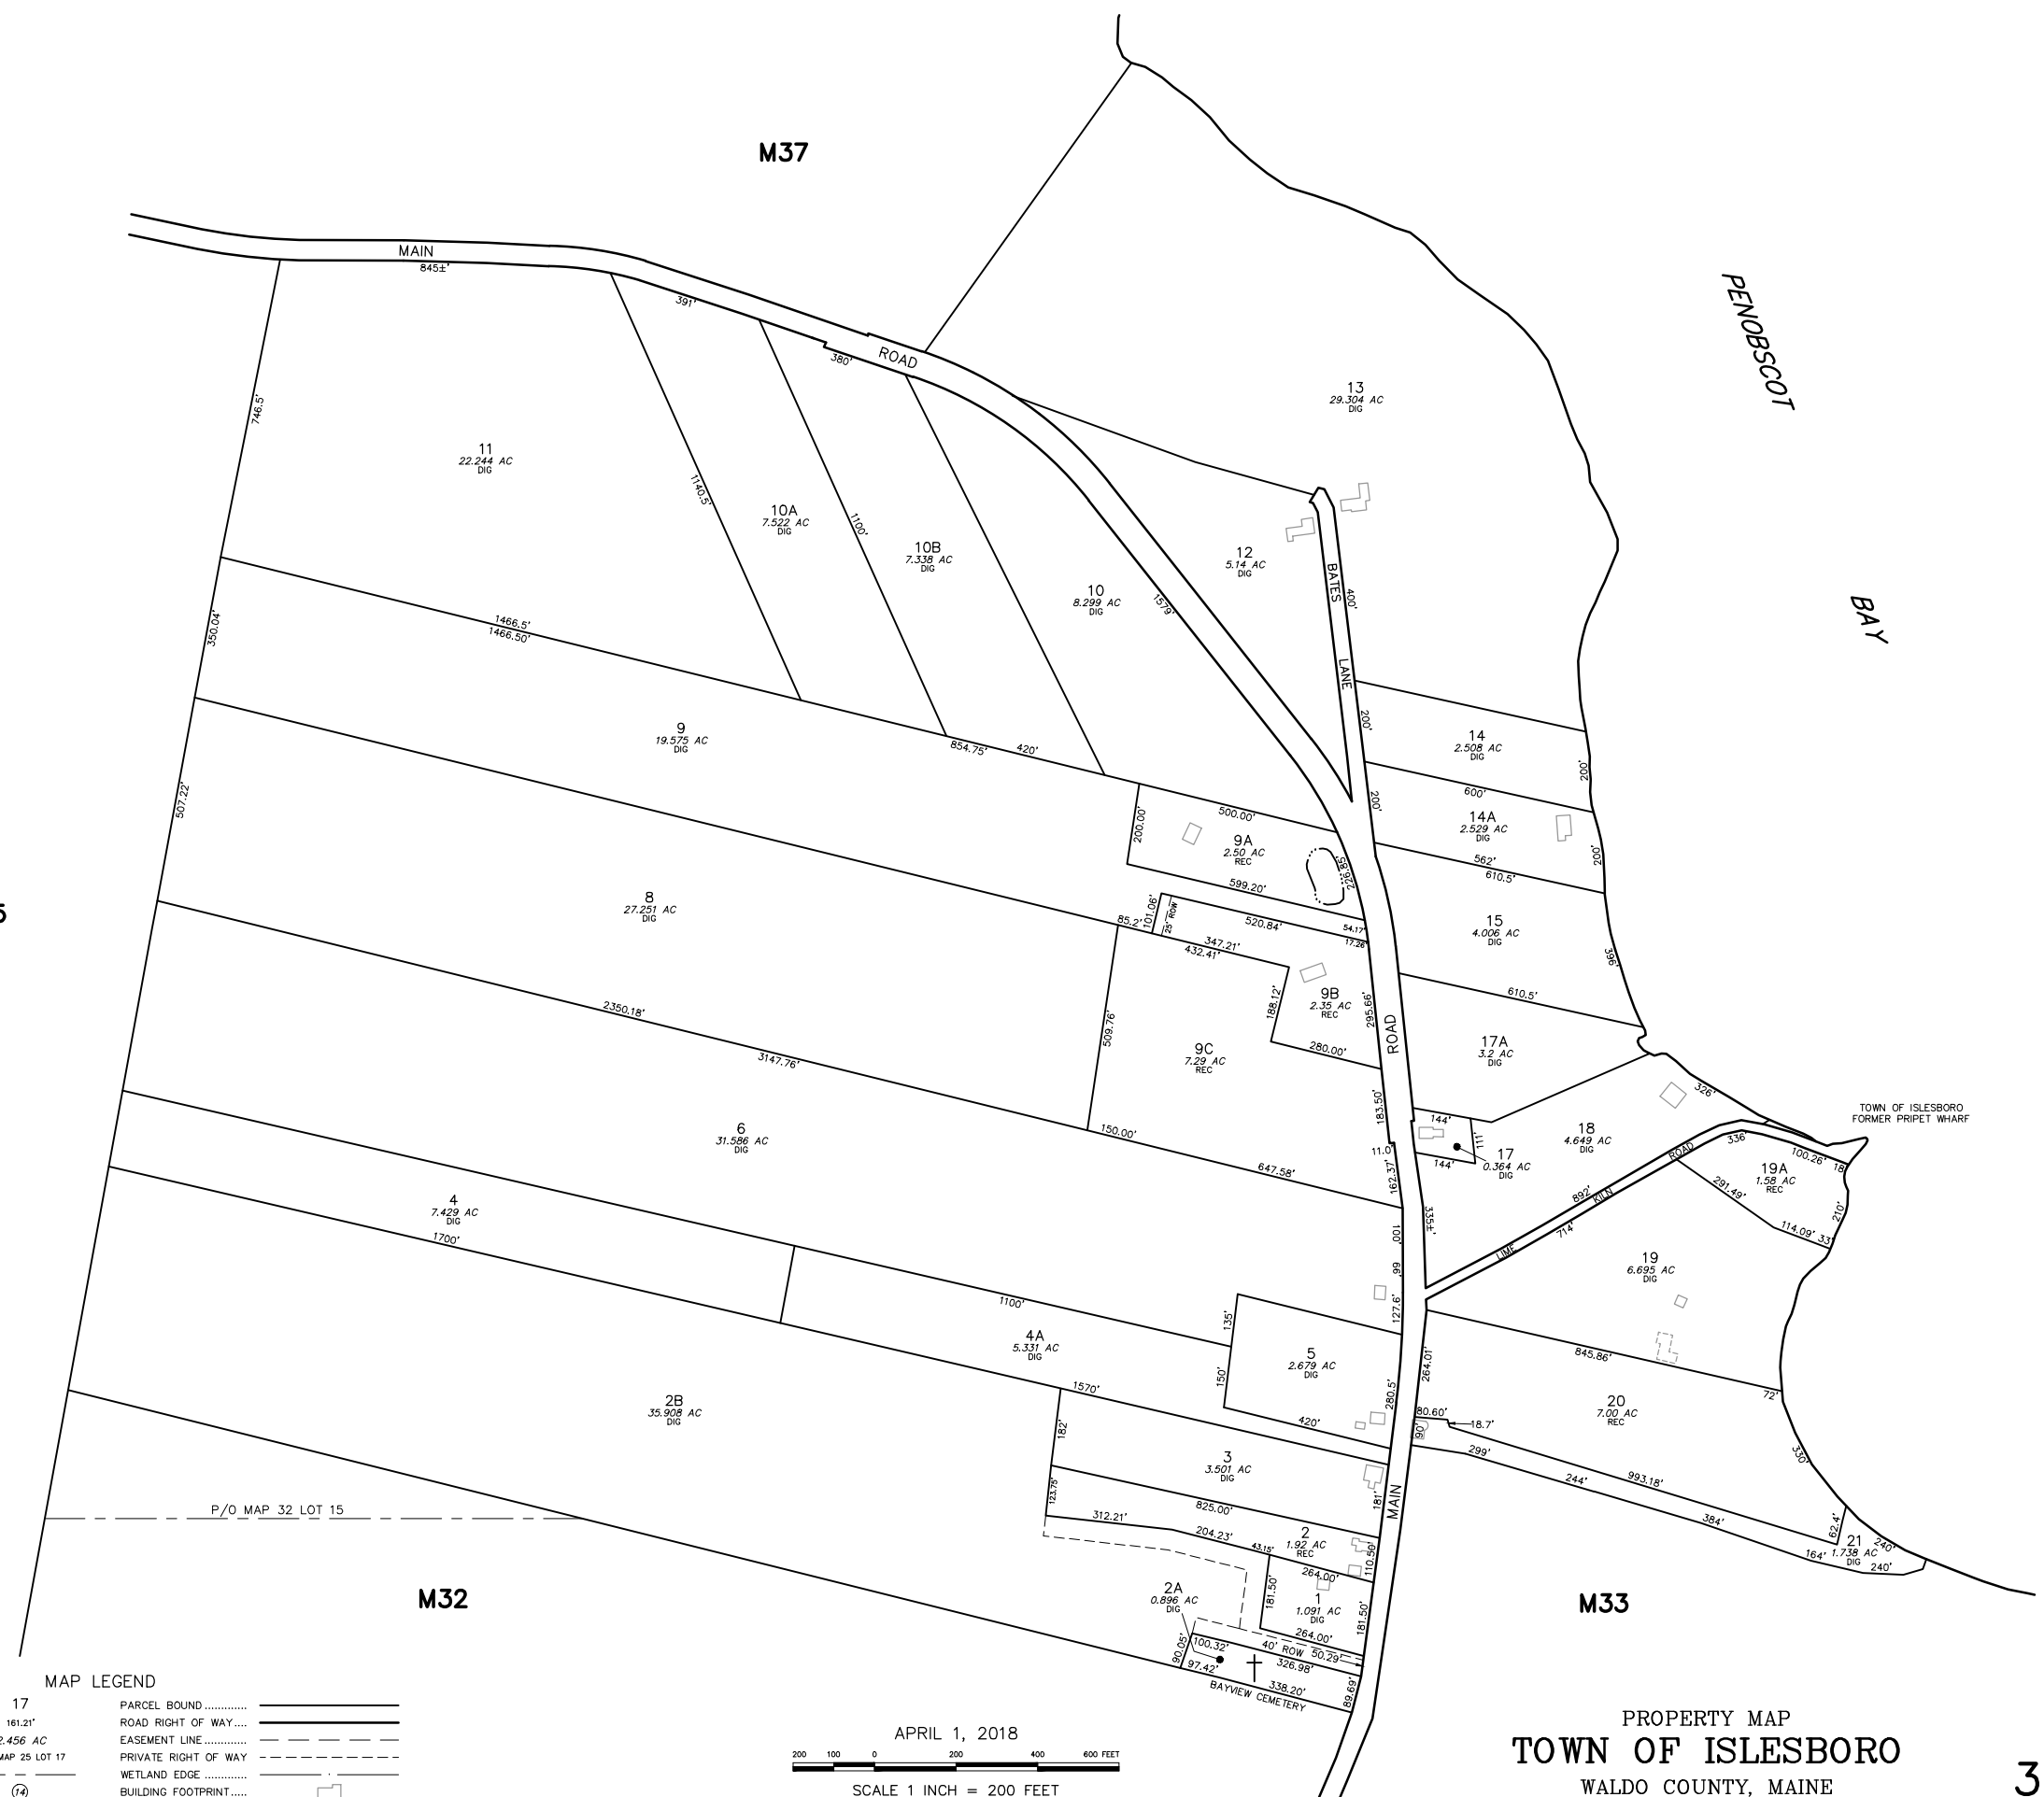 M37
PENOBSCOT
BAY
MAIN
845±'
391'
380'
ROAD
746.5'
11
22.244 AC
DIG
1140.5'
10A
7.522 AC
DIG
1100'
10B
7.338 AC
DIG
10
8.299 AC
DIG
1579'
13
29.304 AC
DIG
12
5.14 AC
DIG
BATES
LANE
400'
350.04'
1466.5'
1466.50'
9
19.575 AC
DIG
854.75'
420'
200'
14
2.508 AC
DIG
200'
600'
200'
14A
2.529 AC
DIG
200'
562'
610.5'
507.22'
200.00'
500.00'
9A
2.50 AC
REC
226.85'
599.20'
8
27.251 AC
DIG
85.2'
101.06'
25' ROW
520.84'
54.17'
17.26'
347.21'
432.41'
15
4.006 AC
DIG
396'
610.5'
188.12'
9B
2.35 AC
REC
295.66'
280.00'
ROAD
2350.18'
3147.76'
509.76'
9C
7.29 AC
REC
17A
3.2 AC
DIG
183.50'
144'
111'
17
0.364 AC
DIG
144'
11.0'
162.37'
18
4.649 AC
DIG
326'
TOWN OF ISLESBORO
FORMER PRIPET WHARF
336'
100.26'
18'
19A
1.58 AC
REC
291.49'
114.09'
33'
210'
892'
LIME
KILN
ROAD
714'
6
31.586 AC
DIG
150.00'
647.58'
335±'
100'
66'
127.6'
19
6.695 AC
DIG
4
7.429 AC
DIG
1700'
1100'
4A
5.331 AC
DIG
135'
150'
5
2.679 AC
DIG
280.5'
420'
264.01'
845.86'
72'
20
7.00 AC
REC
330'
80.60'
18.7'
90'
299'
244'
993.18'
384'
62.4'
21
1.738 AC
DIG
240'
164'
240'
2B
35.908 AC
DIG
1570'
182'
3
3.501 AC
DIG
181'
MAIN
123.75'
825.00'
312.21'
204.23'
43.15'
2
1.92 AC
REC
110.50'
264.00'
181.50'
1
1.091 AC
DIG
181.50'
264.00'
2A
0.896 AC
DIG
90.05'
100.32'
40' ROW
50.29'
326.98'
97.42'
338.20'
89.69'
BAYVIEW CEMETERY
P/O MAP 32 LOT 15
M32
M33
MAP LEGEND
17 PARCEL BOUND............
161.21' ROAD RIGHT OF WAY....
2.456 AC EASEMENT LINE............
MAP 25 LOT 17 PRIVATE RIGHT OF WAY
WETLAND EDGE ............
14 BUILDING FOOTPRINT.....
APRIL 1, 2018
200 100 0 200 400 600 FEET
SCALE 1 INCH = 200 FEET
PROPERTY MAP
TOWN OF ISLESBORO
WALDO COUNTY, MAINE
3